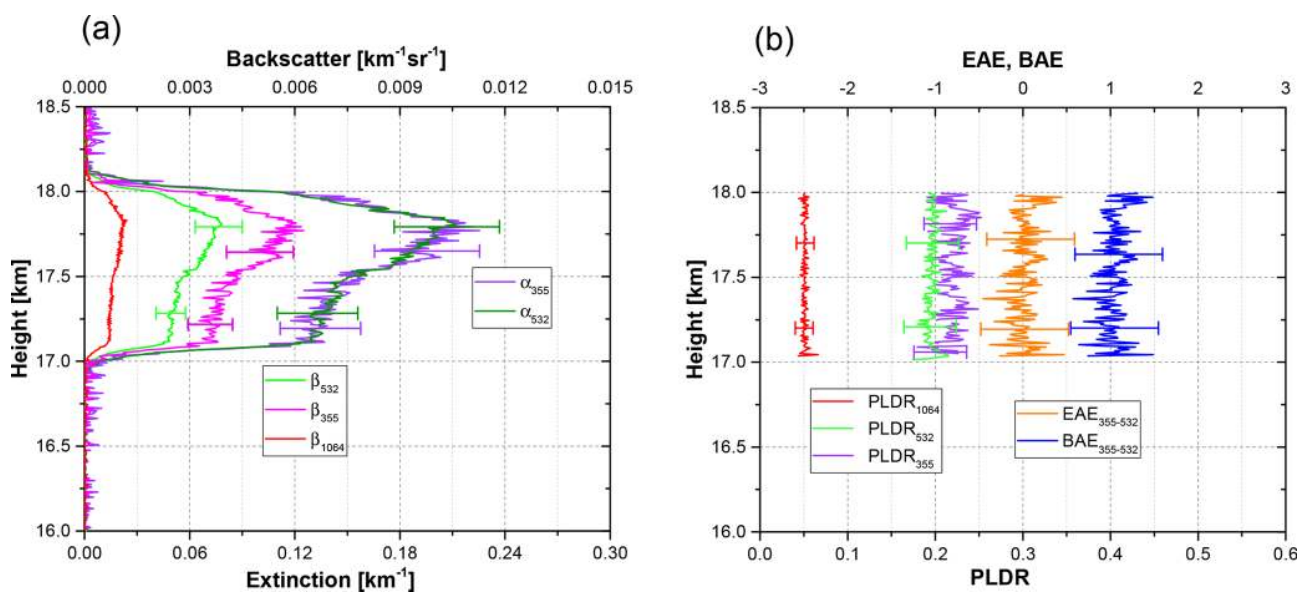 (a)
Backscatter [km⁻¹sr⁻¹]
0.000 0.003 0.006 0.009 0.012 0.015
18.5
18.0
17.5
17.0
16.5
16.0
Height [km]
α355
α532
β532
β355
β1064
0.00 0.06 0.12 0.18 0.24 0.30
Extinction [km⁻¹]
(b)
EAE, BAE
-3 -2 -1 0 1 2 3
18.5
18.0
17.5
17.0
16.5
16.0
Height [km]
PLDR1064
PLDR532
PLDR355
EAE355-532
BAE355-532
0.0 0.1 0.2 0.3 0.4 0.5 0.6
PLDR